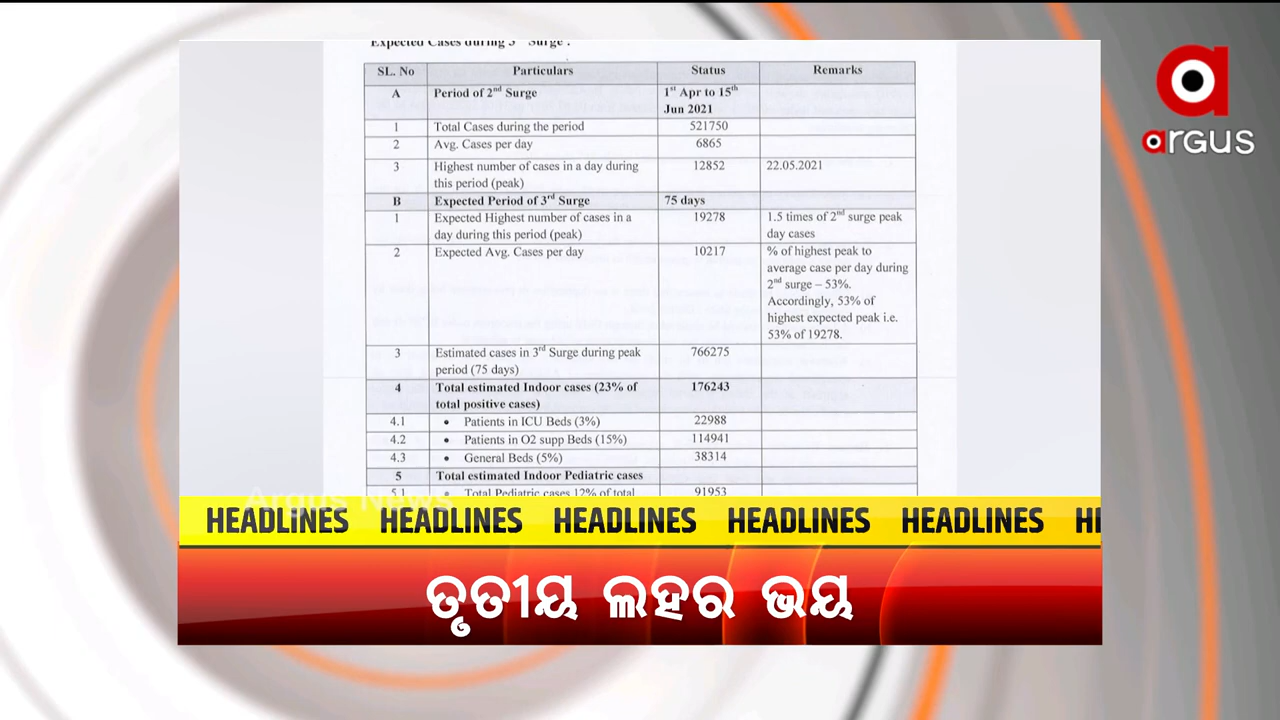 Expected Cases during 3rd Surge :
SL. No Particulars Status Remarks
A Period of 2nd Surge 1st Apr to 15th
Jun 2021
1 Total Cases during the period 521750
2 Avg. Cases per day 6865
3 Highest number of cases in a day during 12852 22.05.2021
this period (peak)
B Expected Period of 3rd Surge 75 days
1 Expected Highest number of cases in a 19278 1.5 times of 2nd surge peak
day during this period (peak) day cases
2 Expected Avg. Cases per day 10217 % of highest peak to
average case per day during
2nd surge – 53%.
Accordingly, 53% of
highest expected peak i.e.
53% of 19278.
3 Estimated cases in 3rd Surge during peak 766275
period (75 days)
4 Total estimated Indoor cases (23% of 176243
total positive cases)
4.1 • Patients in ICU Beds (3%) 22988
4.2 • Patients in O2 supp Beds (15%) 114941
4.3 • General Beds (5%) 38314
5 Total estimated Indoor Pediatric cases
5.1 • Total Pediatric cases 12% of total 91953
argus
Argus News
HEADLINES HEADLINES HEADLINES HEADLINES HEADLINES
ତୃତୀୟ ଲହର ଭୟ